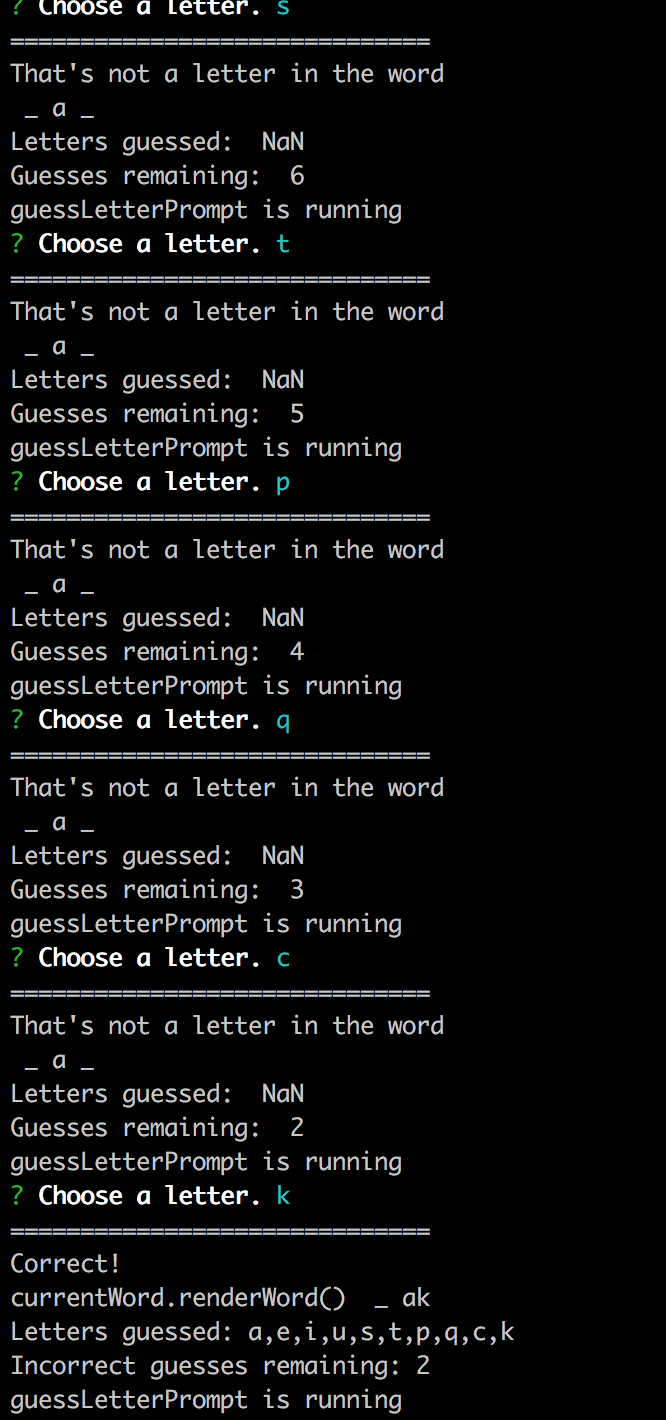 ? Choose a letter. s
==============================
That's not a letter in the word
 _ a _
Letters guessed:  NaN
Guesses remaining:  6
guessLetterPrompt is running
? Choose a letter. t
==============================
That's not a letter in the word
 _ a _
Letters guessed:  NaN
Guesses remaining:  5
guessLetterPrompt is running
? Choose a letter. p
==============================
That's not a letter in the word
 _ a _
Letters guessed:  NaN
Guesses remaining:  4
guessLetterPrompt is running
? Choose a letter. q
==============================
That's not a letter in the word
 _ a _
Letters guessed:  NaN
Guesses remaining:  3
guessLetterPrompt is running
? Choose a letter. c
==============================
That's not a letter in the word
 _ a _
Letters guessed:  NaN
Guesses remaining:  2
guessLetterPrompt is running
? Choose a letter. k
==============================
Correct!
currentWord.renderWord()  _ ak
Letters guessed: a,e,i,u,s,t,p,q,c,k
Incorrect guesses remaining: 2
guessLetterPrompt is running